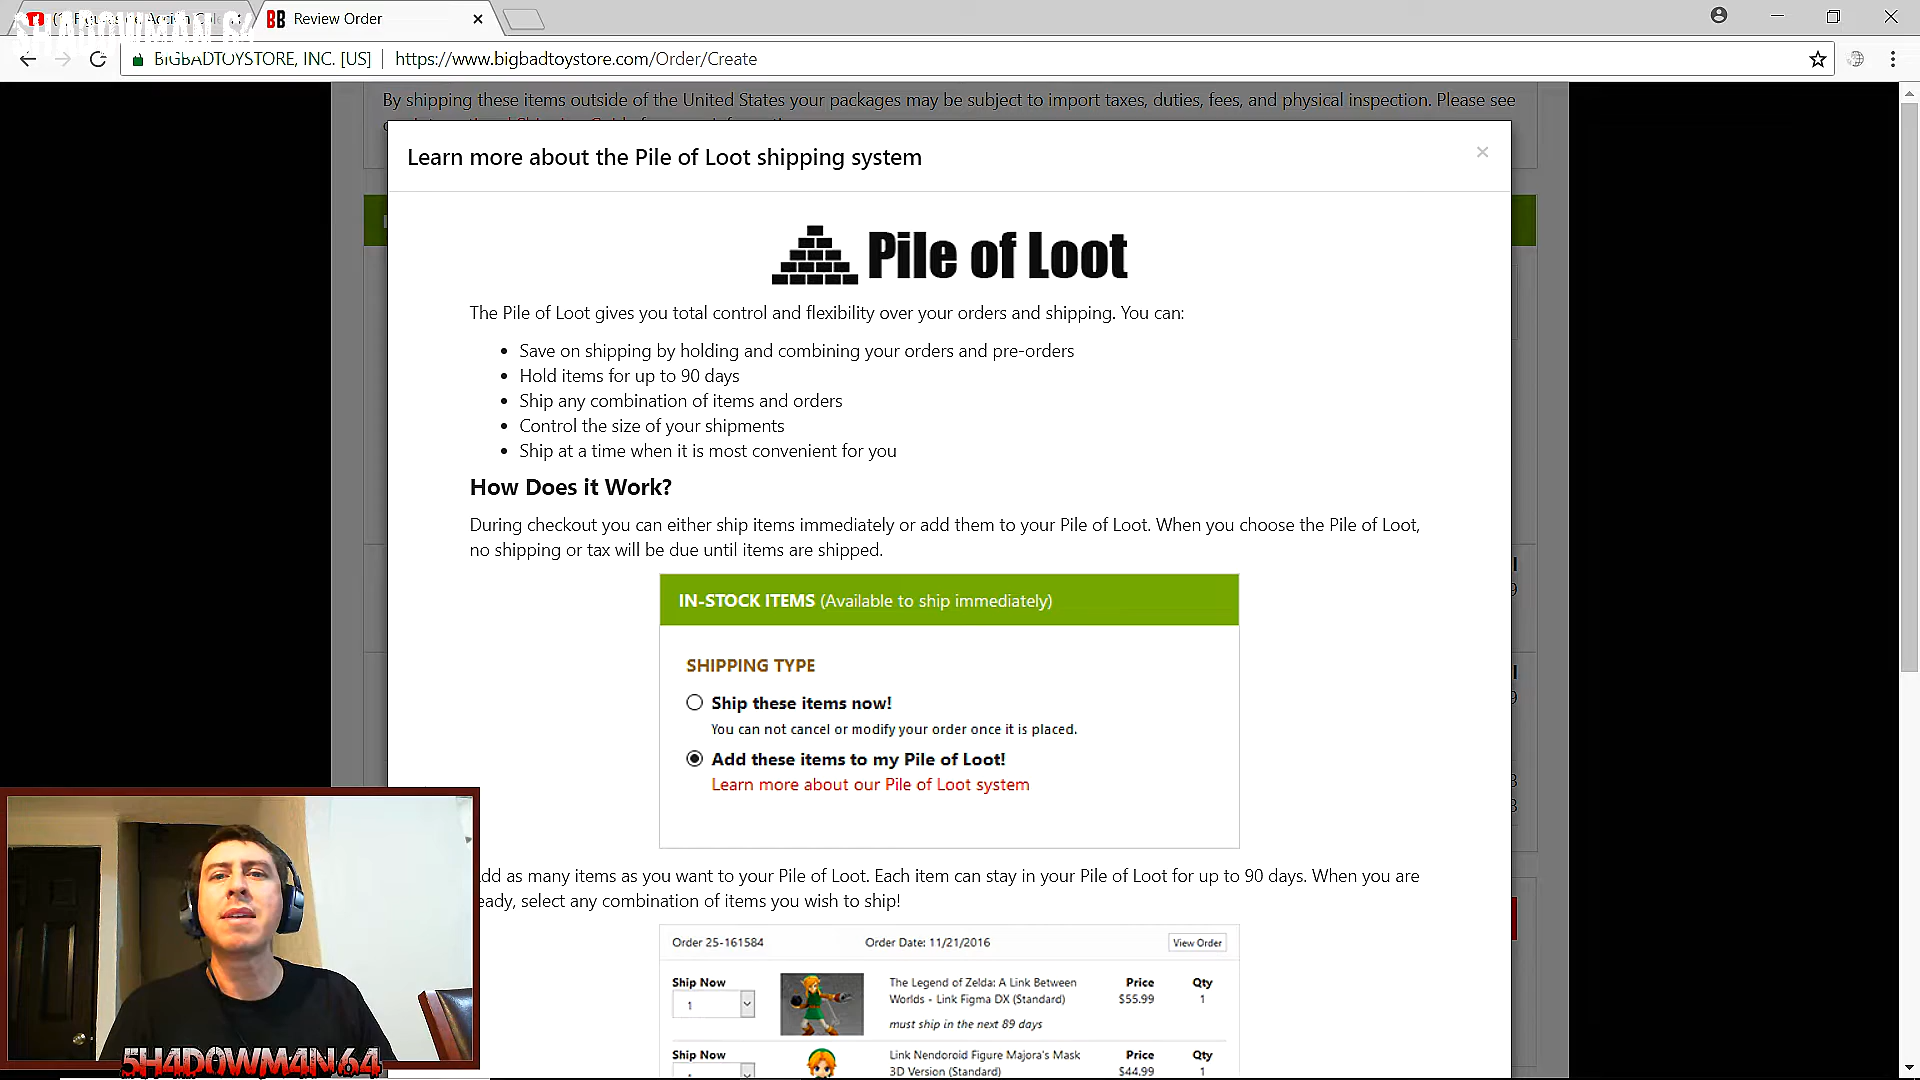 SHADOWMAN 64
Review Order
BIGBADTOYSTORE, INC. [US]
https://www.bigbadtoystore.com/Order/Create
By shipping these items outside of the United States your packages may be subject to import taxes, duties, fees, and physical inspection. Please see
Learn more about the Pile of Loot shipping system
Pile of Loot
The Pile of Loot gives you total control and flexibility over your orders and shipping. You can:
• Save on shipping by holding and combining your orders and pre-orders
• Hold items for up to 90 days
• Ship any combination of items and orders
• Control the size of your shipments
• Ship at a time when it is most convenient for you
How Does it Work?
During checkout you can either ship items immediately or add them to your Pile of Loot. When you choose the Pile of Loot,
no shipping or tax will be due until items are shipped.
IN-STOCK ITEMS (Available to ship immediately)
SHIPPING TYPE
Ship these items now!
You can not cancel or modify your order once it is placed.
Add these items to my Pile of Loot!
Learn more about our Pile of Loot system
dd as many items as you want to your Pile of Loot. Each item can stay in your Pile of Loot for up to 90 days. When you are
eady, select any combination of items you wish to ship!
Order 25-161584 Order Date: 11/21/2016 View Order
Ship Now
1
The Legend of Zelda: A Link Between
Worlds - Link Figma DX (Standard)
must ship in the next 89 days
Price
$55.99
Qty
1
Ship Now
Link Nendoroid Figure Majora's Mask
3D Version (Standard)
Price
$44.99
Qty
1
5H4DOWM4N64